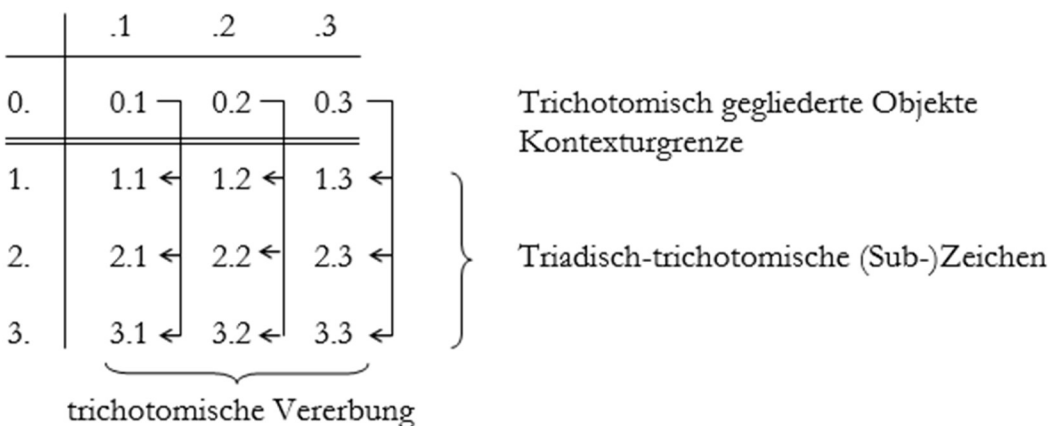 .1 .2 .3
0. 0.1 0.2 0.3 Trichotomisch gegliederte Objekte
Kontexturgrenze
1. 1.1 1.2 1.3
2. 2.1 2.2 2.3 Triadisch-trichotomische (Sub-)Zeichen
3. 3.1 3.2 3.3
trichotomische Vererbung